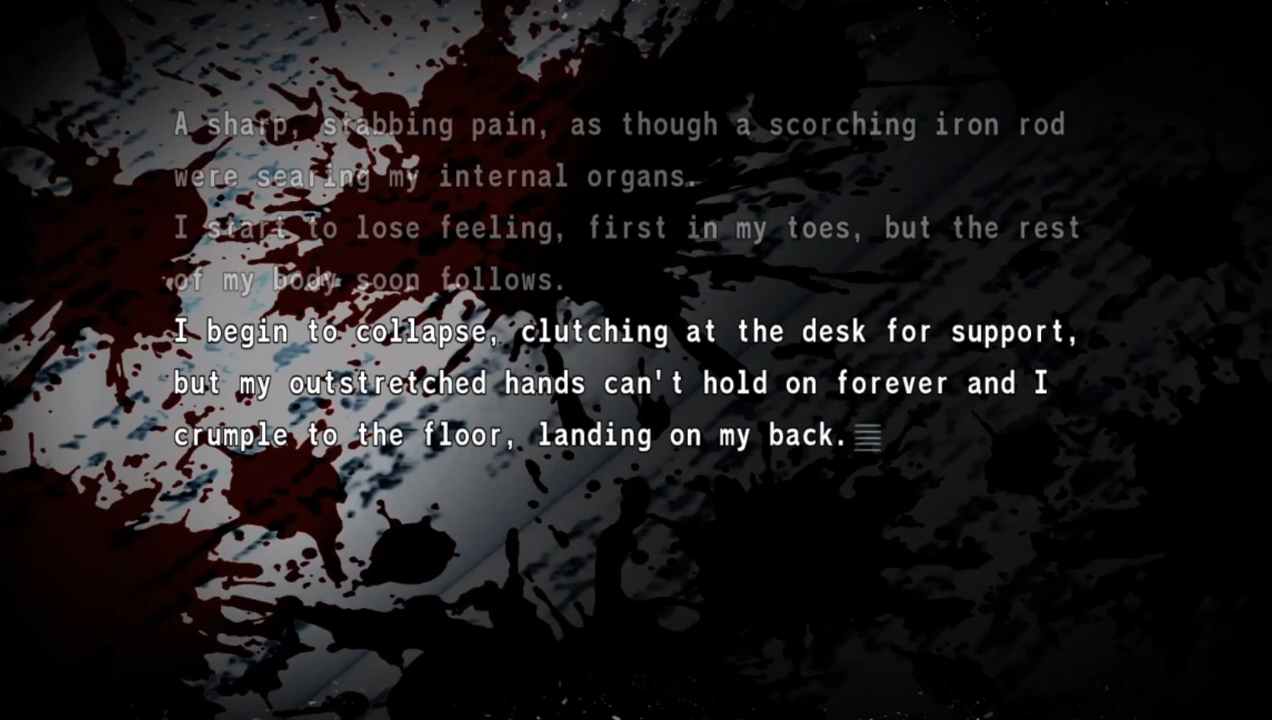 A sharp, stabbing pain, as though a scorching iron rod
were searing my internal organs.
I start to lose feeling, first in my toes, but the rest
of my body soon follows.
I begin to collapse, clutching at the desk for support,
but my outstretched hands can't hold on forever and I
crumple to the floor, landing on my back.